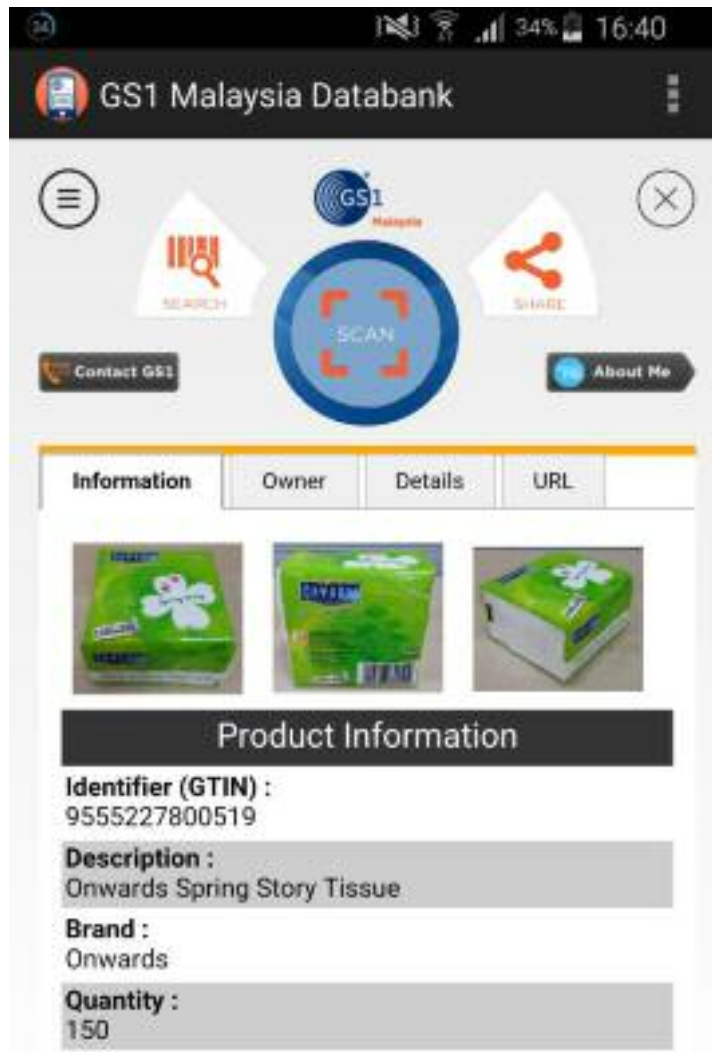 34 34% 16:40
GS1 Malaysia Databank
GS1
Malaysia
SEARCH
SCAN
SHARE
Contact GS1
About Me
Information Owner Details URL
Product Information
Identifier (GTIN) :
9555227800519
Description :
Onwards Spring Story Tissue
Brand :
Onwards
Quantity :
150